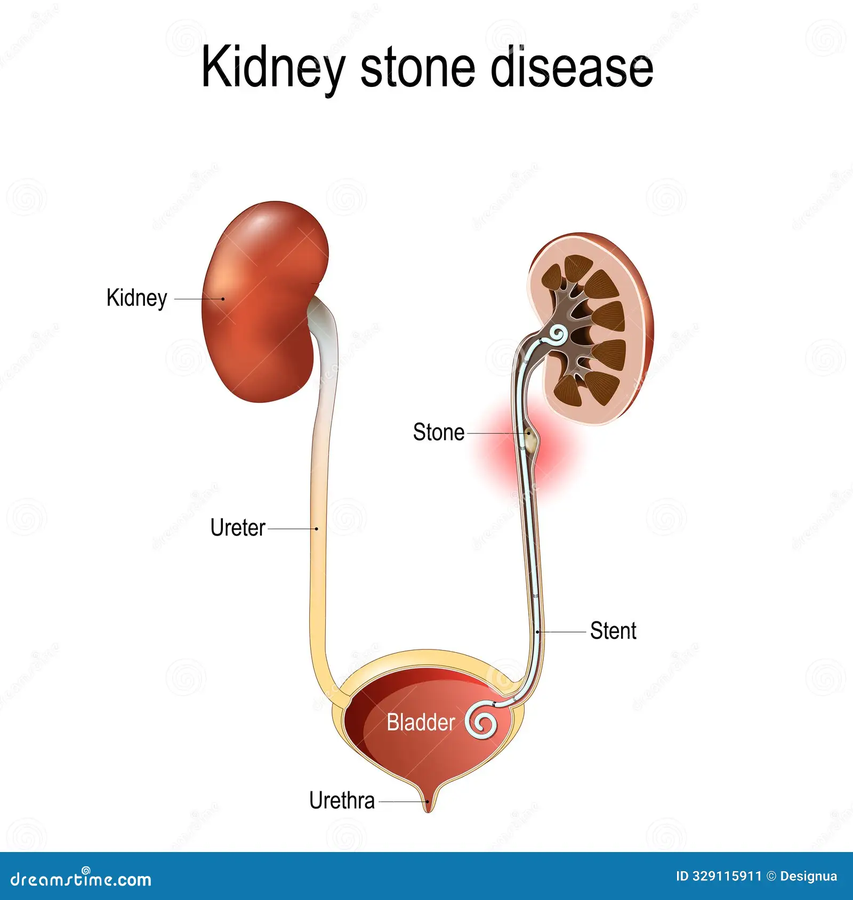 Kidney stone disease
Kidney
Stone
Ureter
Stent
Bladder
Urethra
dreamstime.com
ID 329115911 © Designua